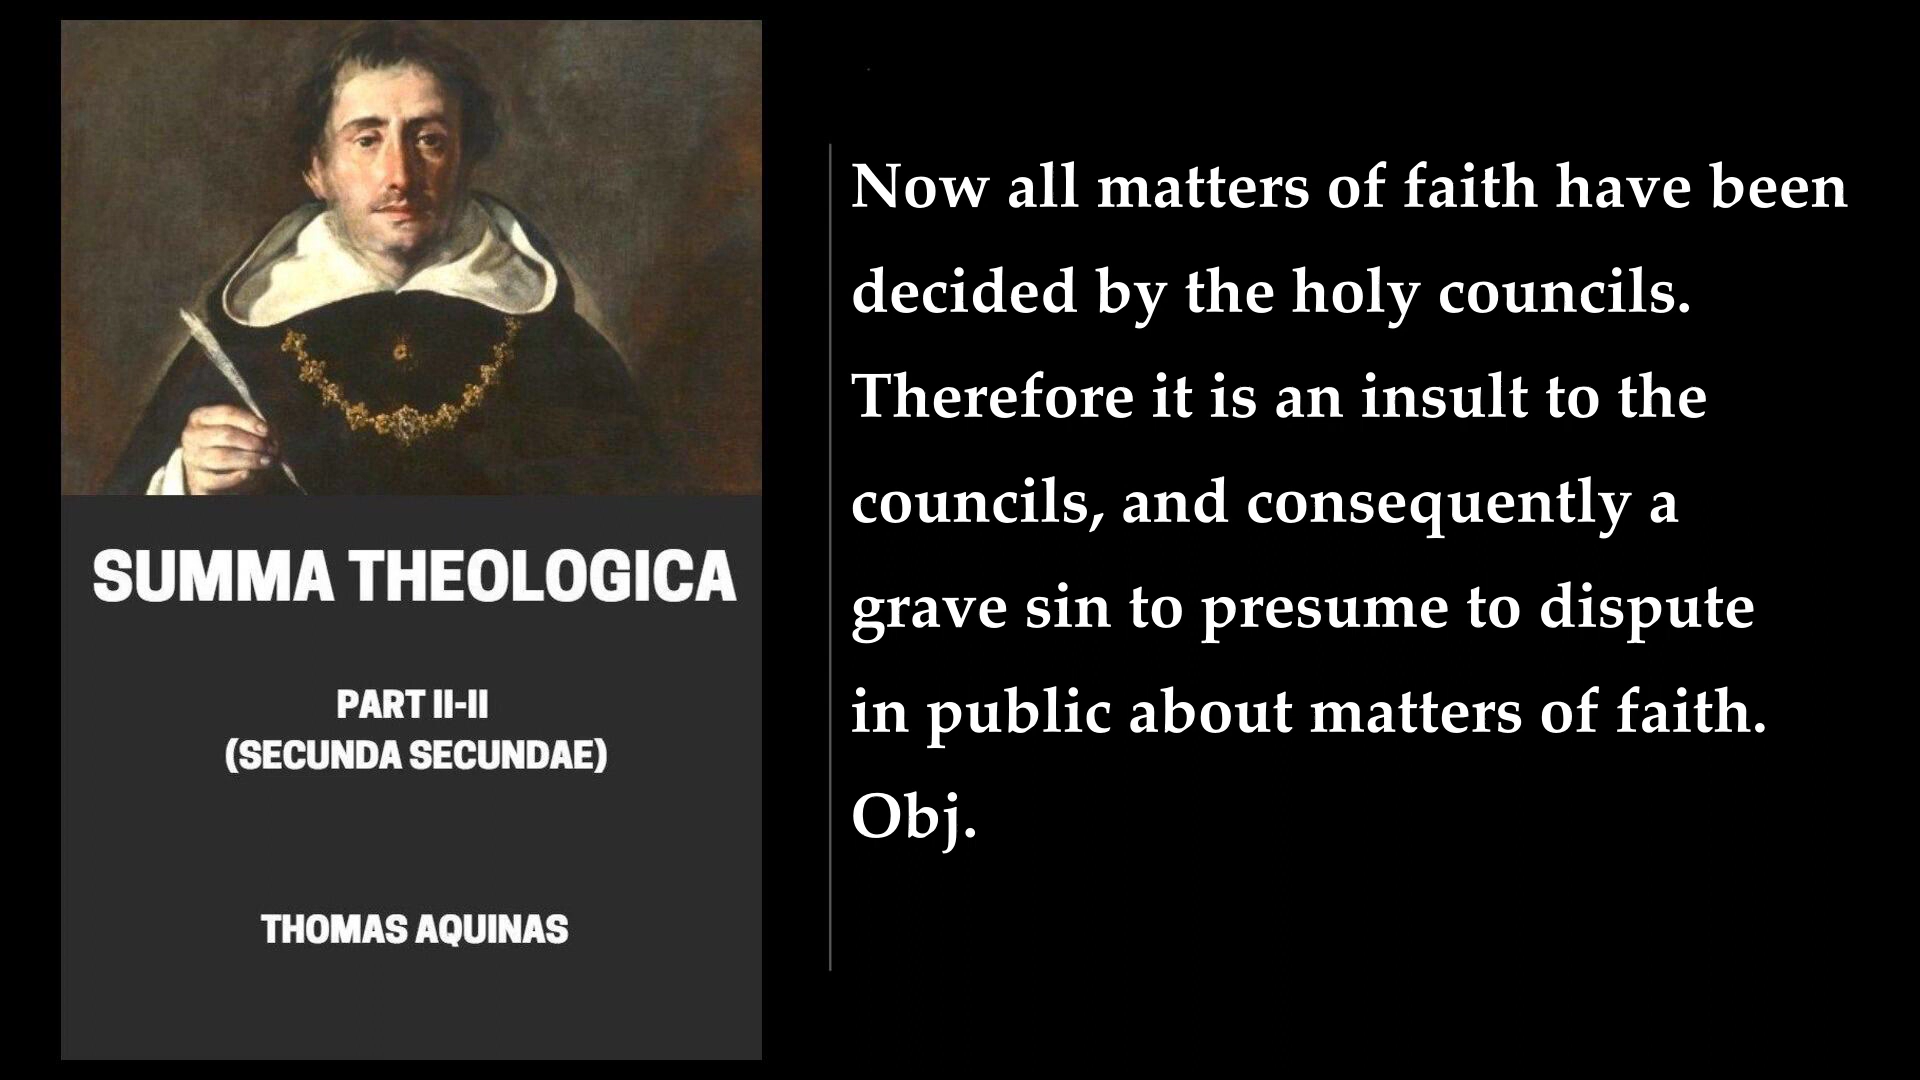 SUMMA THEOLOGICA
PART II-II
(SECUNDA SECUNDAE)
THOMAS AQUINAS
Now all matters of faith have been
decided by the holy councils.
Therefore it is an insult to the
councils, and consequently a
grave sin to presume to dispute
in public about matters of faith.
Obj.